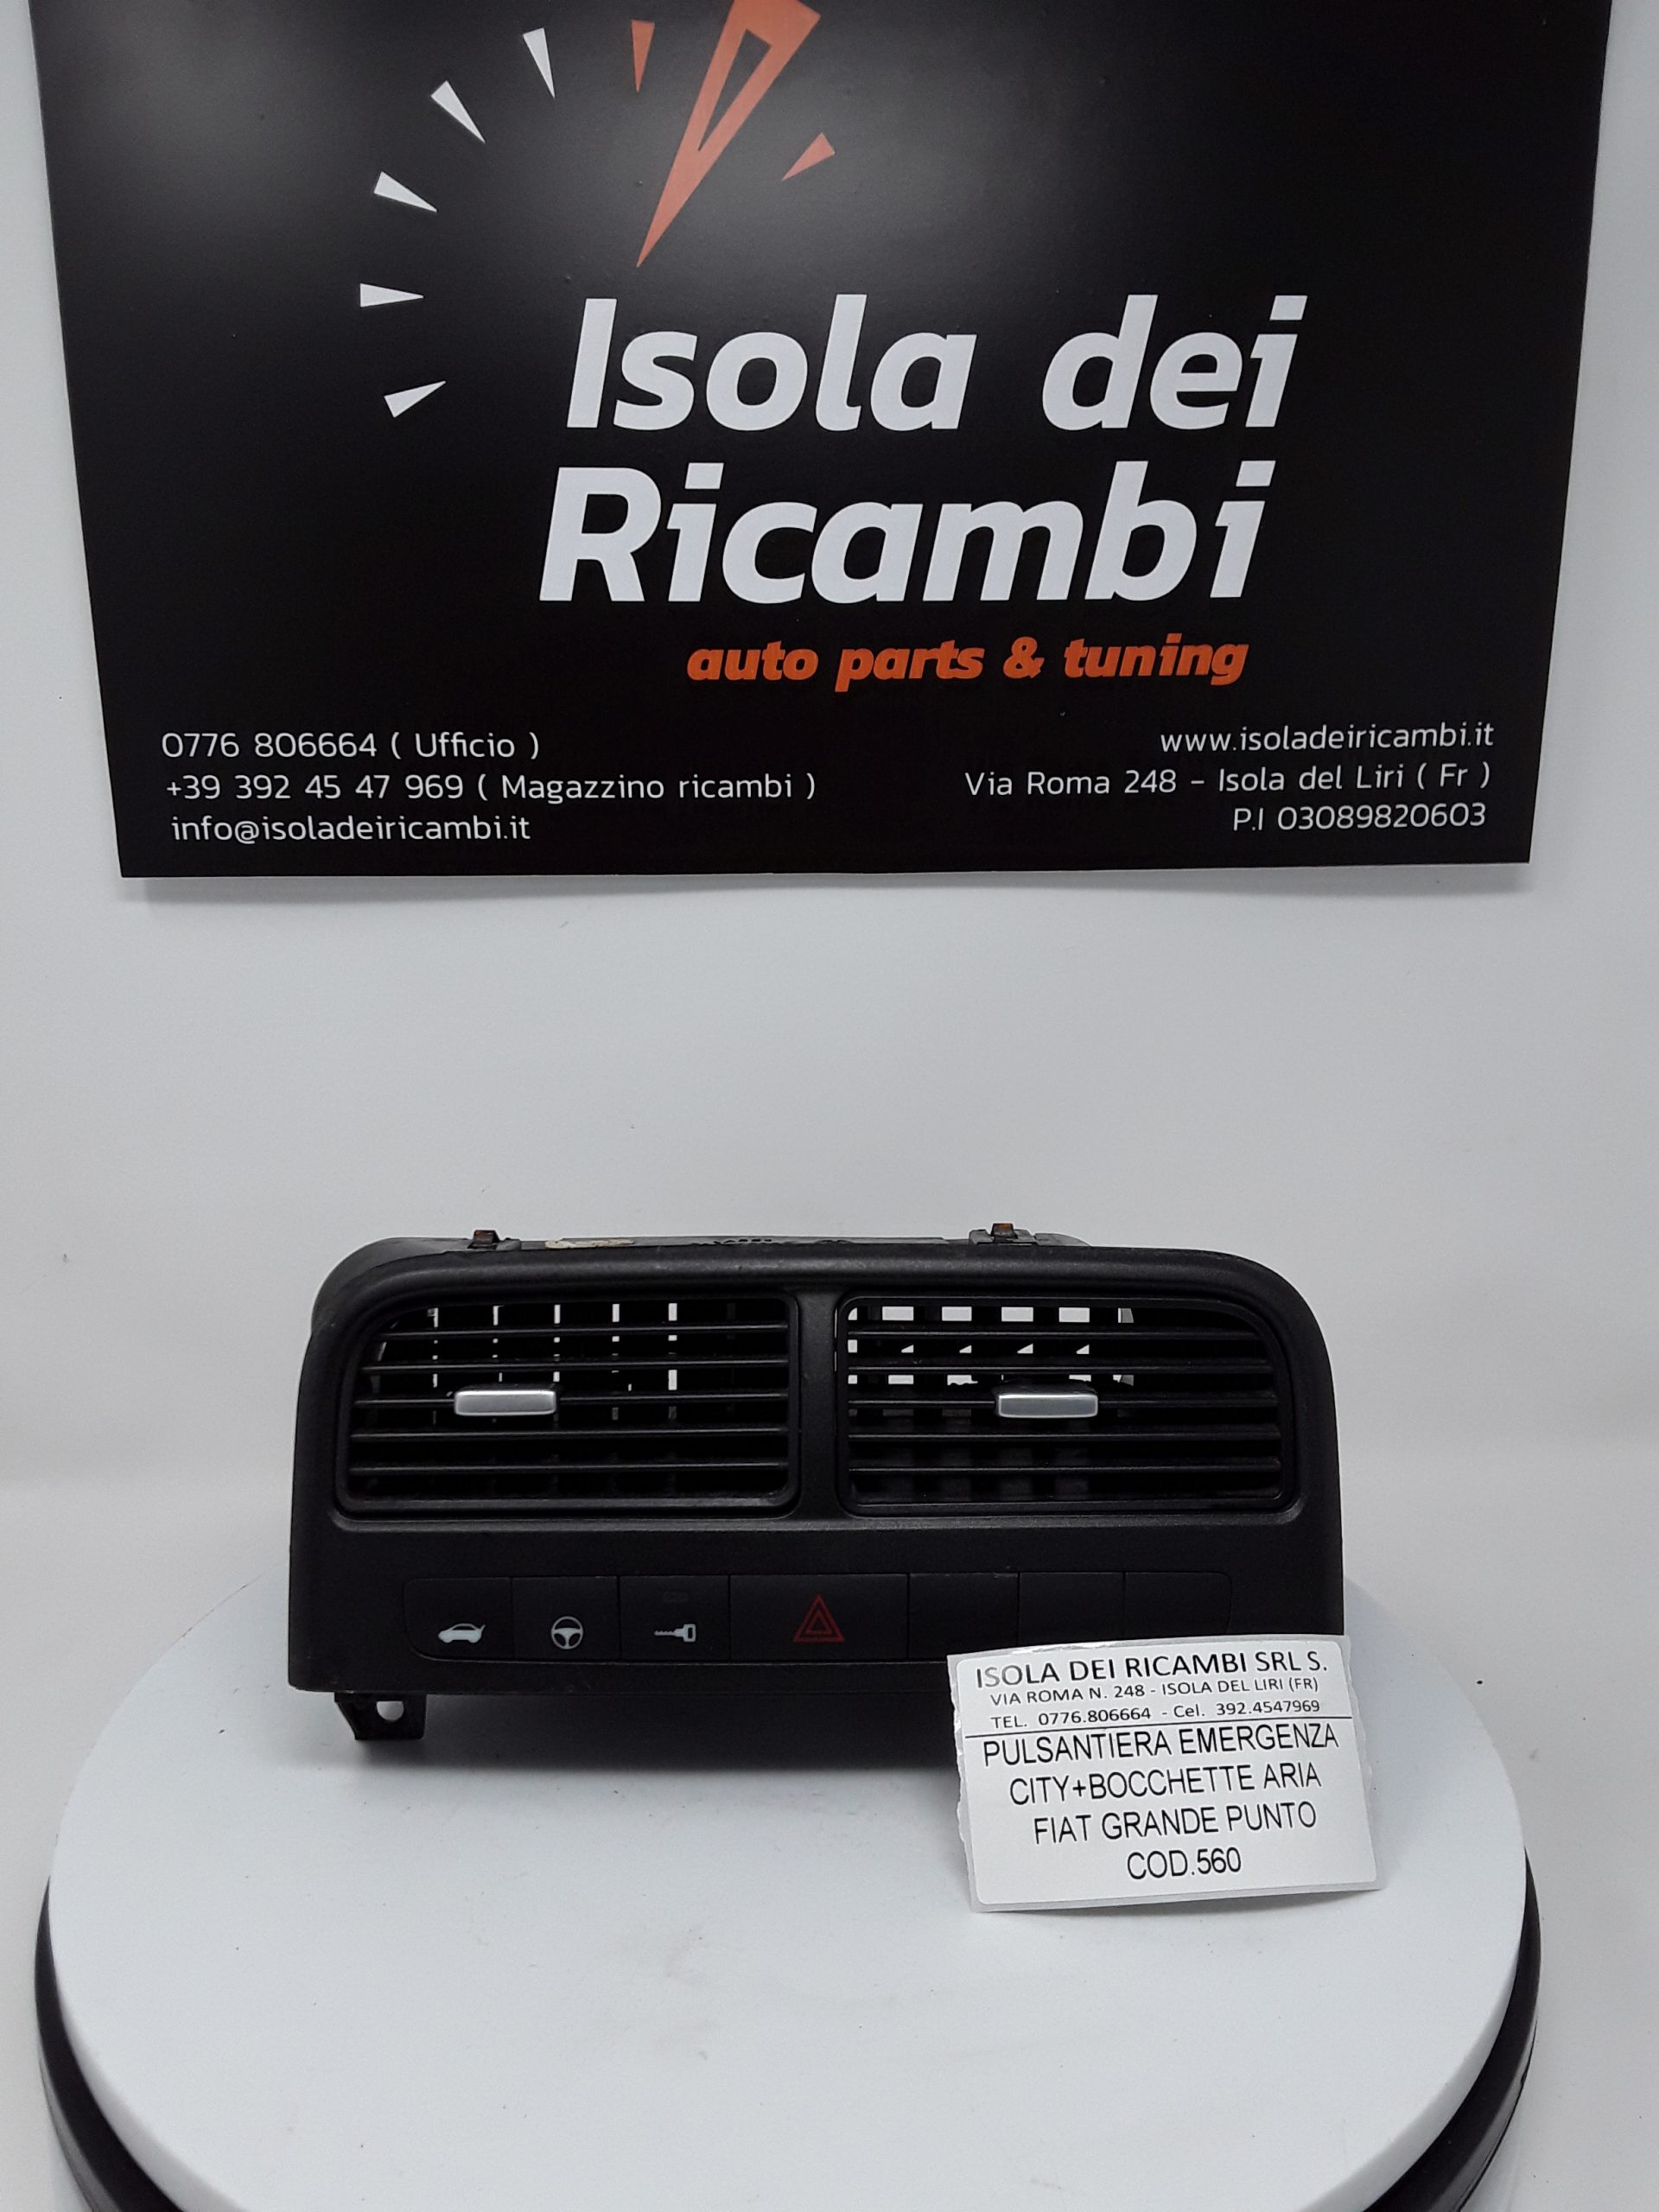 Isola dei
Ricambi
auto parts & tuning
0776 806664 ( Ufficio )
+39 392 45 47 969 ( Magazzino ricambi )
info@isoladeiricambi.it
www.isoladeiricambi.it
Via Roma 248 - Isola del Liri ( Fr )
P.I 03089820603
ISOLA DEI RICAMBI SRL S.
VIA ROMA N. 248 - ISOLA DEL LIRI (FR)
TEL. 0776.806664 - Cel. 392.4547969
PULSANTIERA EMERGENZA
CITY+BOCCHETTE ARIA
FIAT GRANDE PUNTO
COD.560